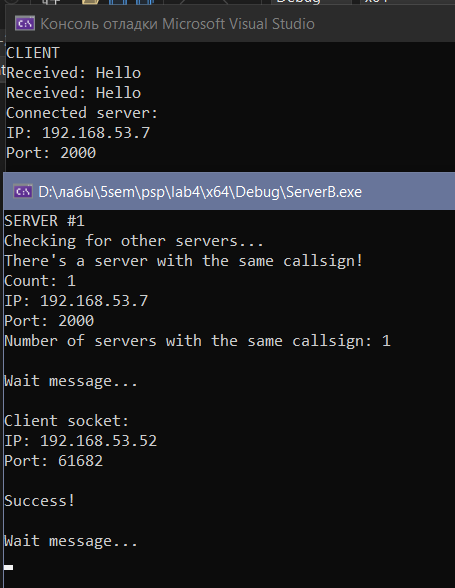 Debug
x64
Консоль отладки Microsoft Visual Studio
CLIENT
Received: Hello
Received: Hello
Connected server:
IP: 192.168.53.7
Port: 2000
D:\лабы\5sem\psp\lab4\x64\Debug\ServerB.exe
SERVER #1
Checking for other servers...
There's a server with the same callsign!
Count: 1
IP: 192.168.53.7
Port: 2000
Number of servers with the same callsign: 1
Wait message...
Client socket:
IP: 192.168.53.52
Port: 61682
Success!
Wait message...